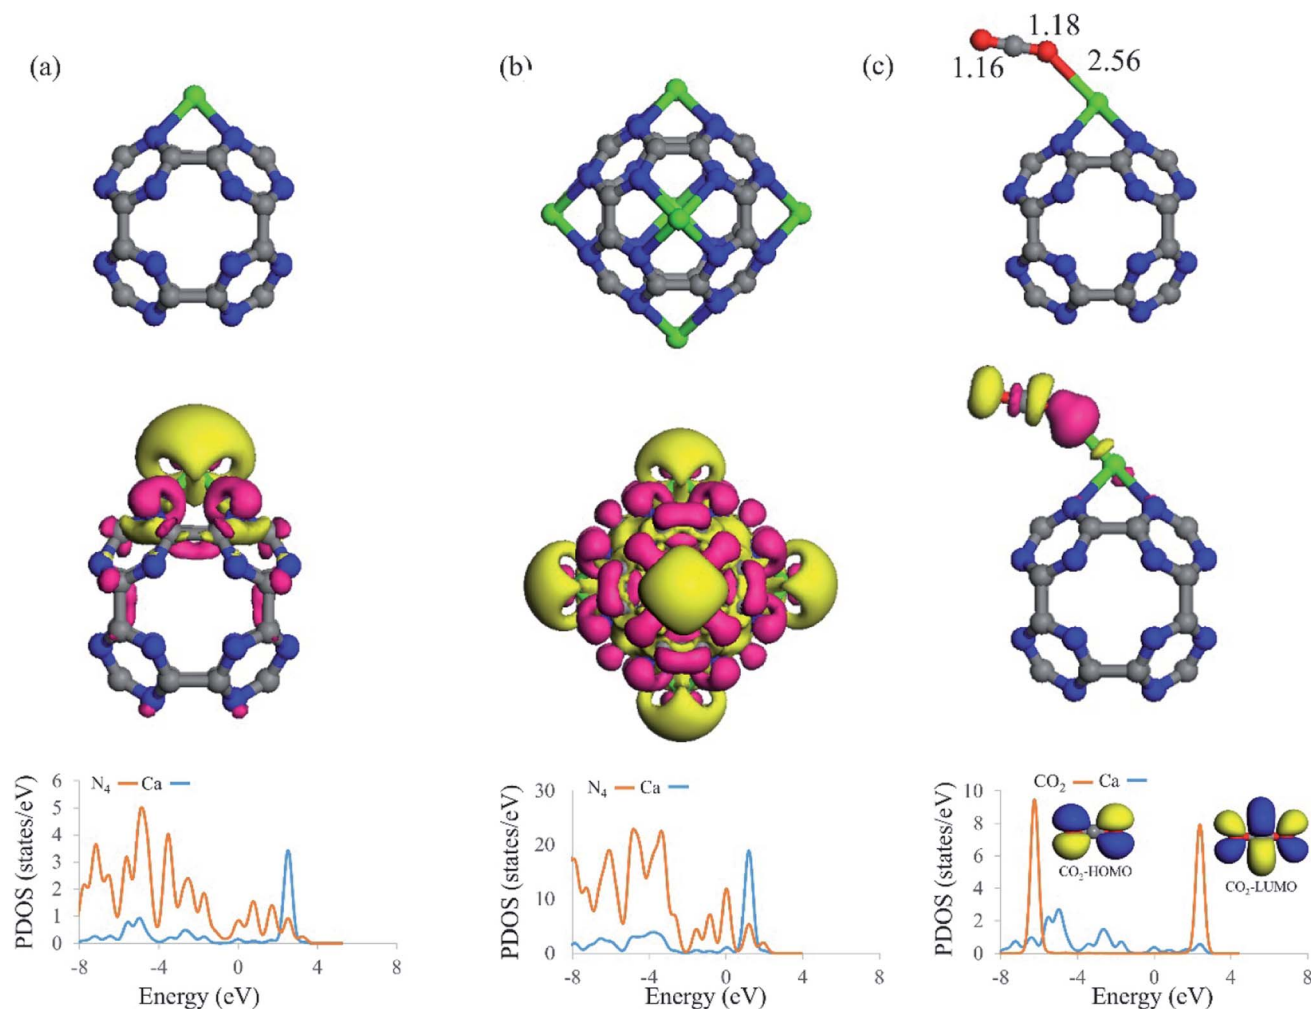 (a)
(b)
(c)
1.18
1.16
2.56
N₄ Ca
PDOS (states/eV)
6
5
4
3
2
1
0
-8 -4 0 4 8
Energy (eV)
N₄ Ca
PDOS (states/eV)
30
20
10
0
-8 -4 0 4 8
Energy (eV)
CO₂ Ca
PDOS (states/eV)
10
8
6
4
2
0
CO₂-HOMO
CO₂-LUMO
-8 -4 0 4 8
Energy (eV)